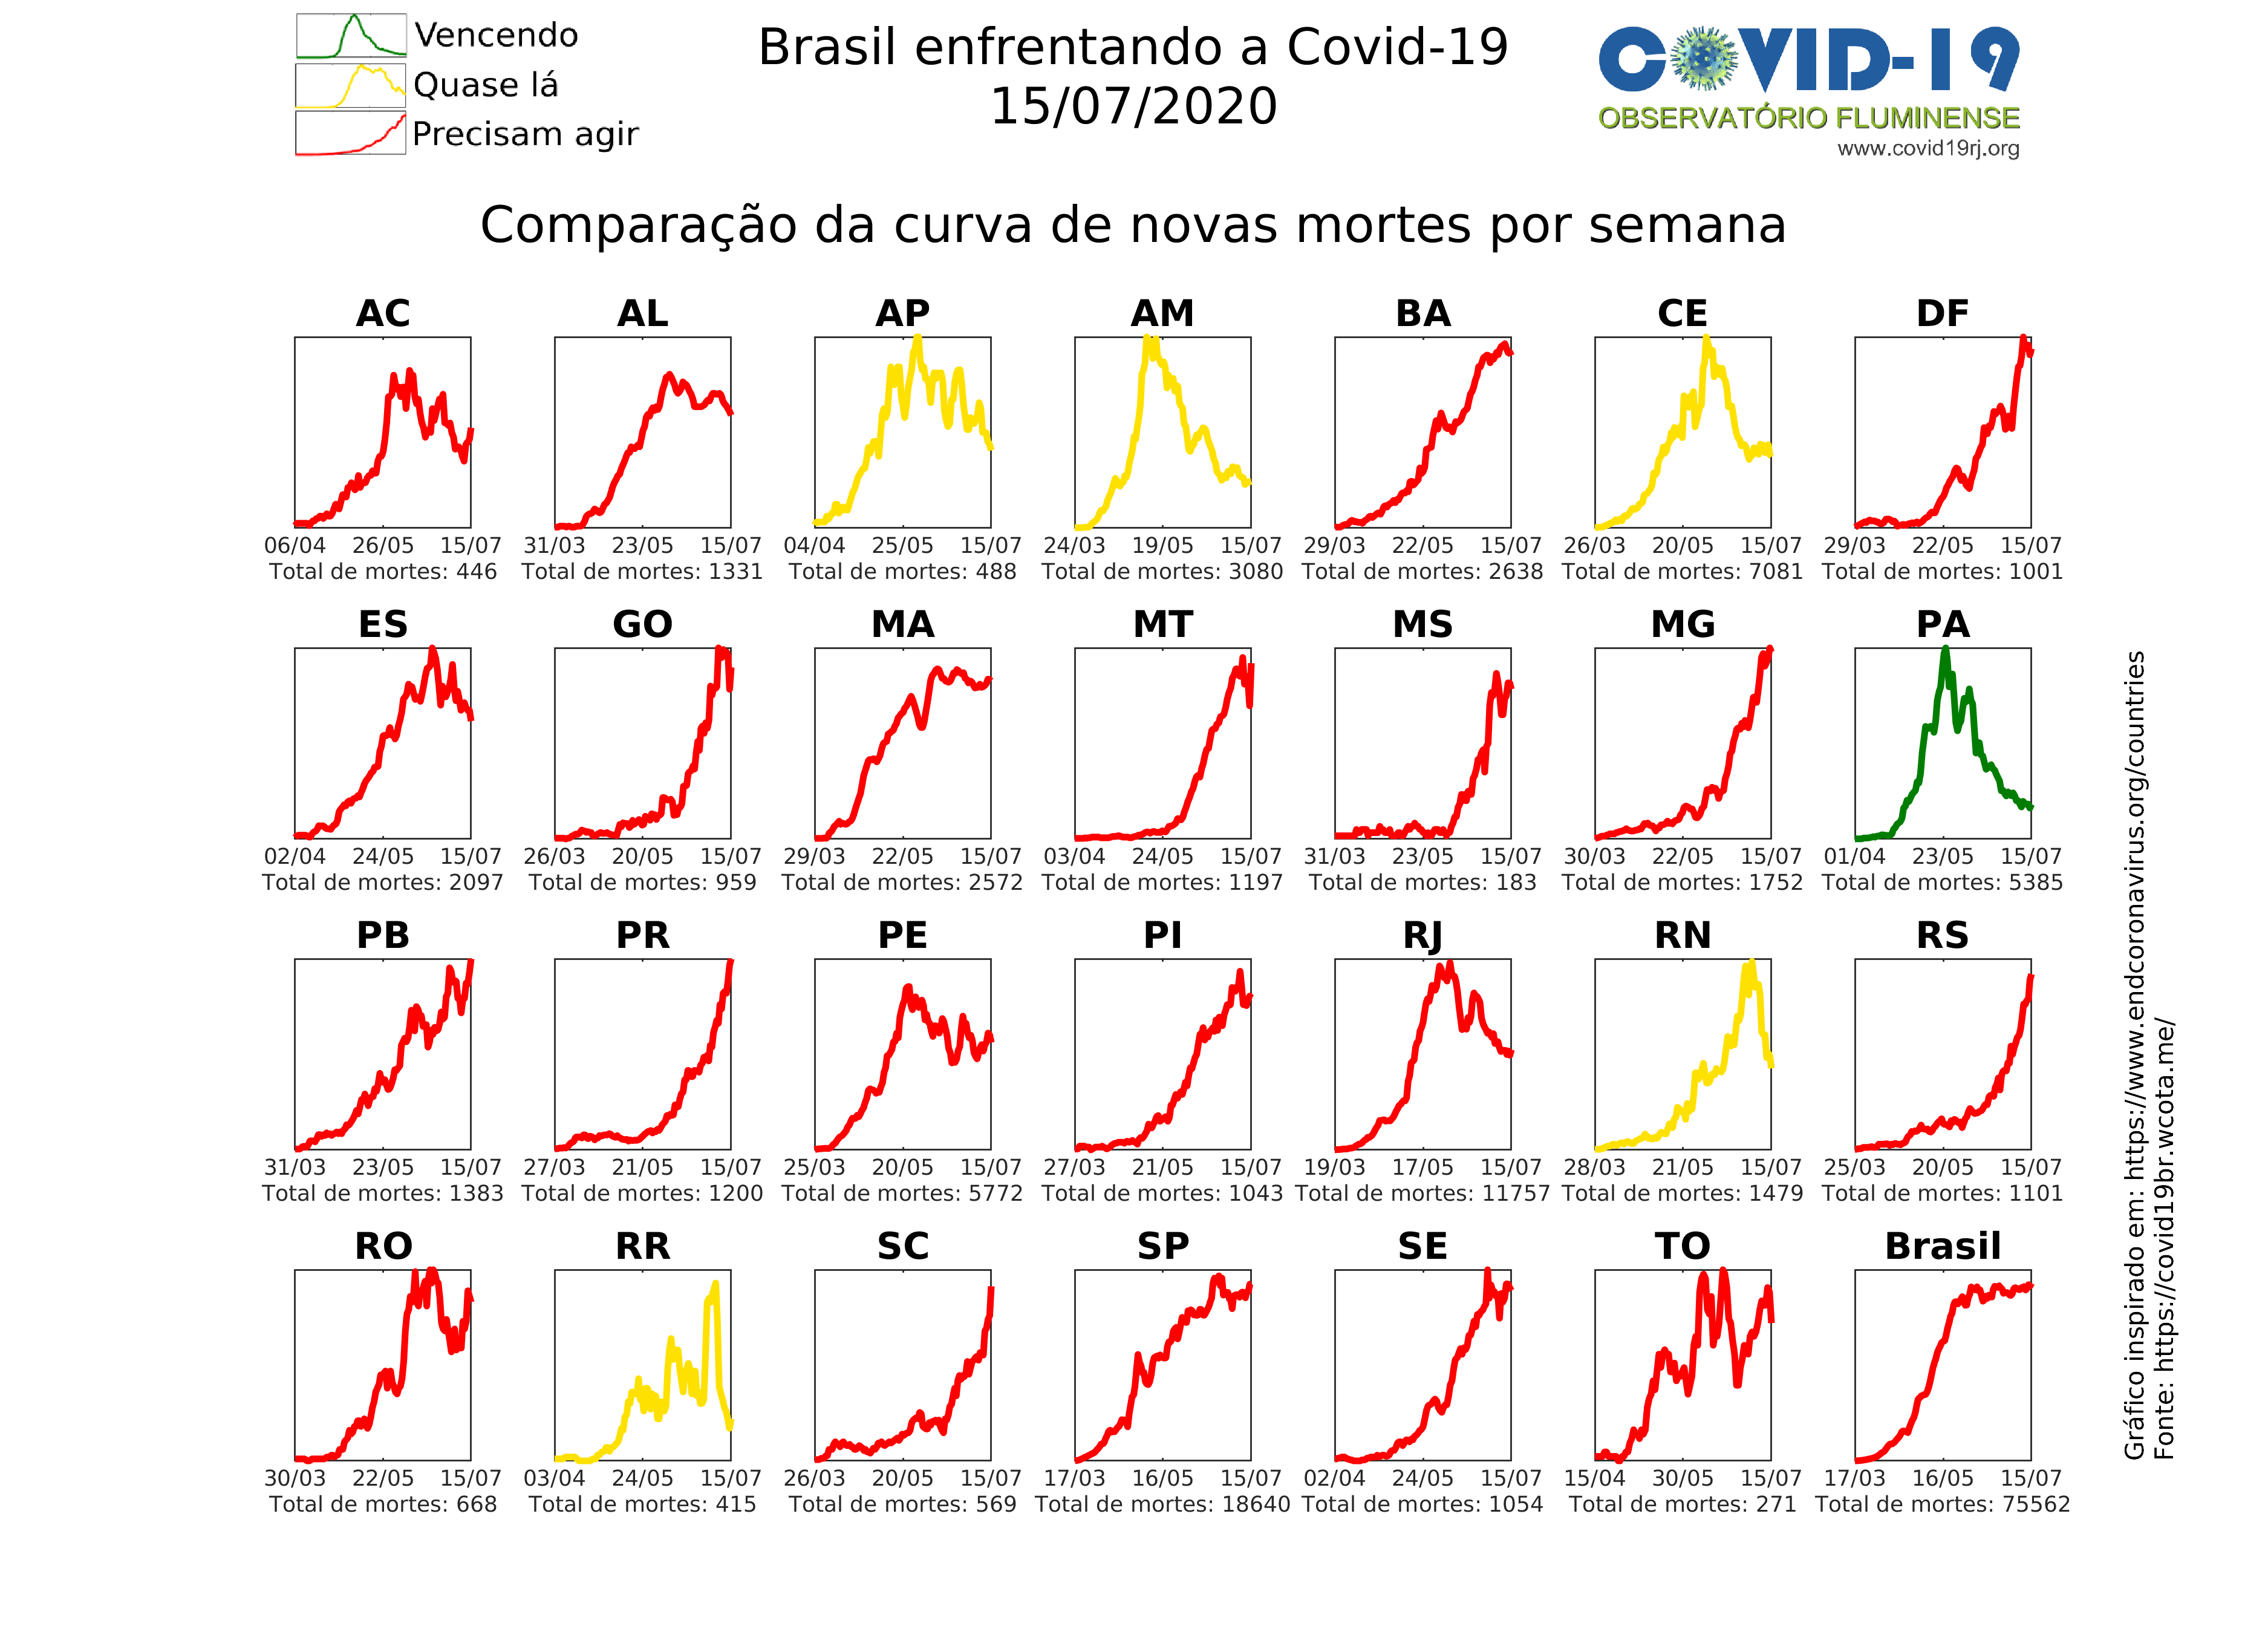 Vencendo
Quase lá
Precisam agir
Brasil enfrentando a Covid-19
15/07/2020
COVID-19
OBSERVATÓRIO FLUMINENSE
www.covid19rj.org
Comparação da curva de novas mortes por semana
AC AL AP AM BA CE DF
06/04 26/05 15/07 31/03 23/05 15/07 04/04 25/05 15/07 24/03 19/05 15/07 29/03 22/05 15/07 26/03 20/05 15/07 29/03 22/05 15/07
Total de mortes: 446 Total de mortes: 1331 Total de mortes: 488 Total de mortes: 3080 Total de mortes: 2638 Total de mortes: 7081 Total de mortes: 1001
ES GO MA MT MS MG PA
02/04 24/05 15/07 26/03 20/05 15/07 29/03 22/05 15/07 03/04 24/05 15/07 31/03 23/05 15/07 30/03 22/05 15/07 01/04 23/05 15/07
Total de mortes: 2097 Total de mortes: 959 Total de mortes: 2572 Total de mortes: 1197 Total de mortes: 183 Total de mortes: 1752 Total de mortes: 5385
PB PR PE PI RJ RN RS
31/03 23/05 15/07 27/03 21/05 15/07 25/03 20/05 15/07 27/03 21/05 15/07 19/03 17/05 15/07 28/03 21/05 15/07 25/03 20/05 15/07
Total de mortes: 1383 Total de mortes: 1200 Total de mortes: 5772 Total de mortes: 1043 Total de mortes: 11757 Total de mortes: 1479 Total de mortes: 1101
RO RR SC SP SE TO Brasil
30/03 22/05 15/07 03/04 24/05 15/07 26/03 20/05 15/07 17/03 16/05 15/07 02/04 24/05 15/07 15/04 30/05 15/07 17/03 16/05 15/07
Total de mortes: 668 Total de mortes: 415 Total de mortes: 569 Total de mortes: 18640 Total de mortes: 1054 Total de mortes: 271 Total de mortes: 75562
Gráfico inspirado em: https://www.endcoronavirus.org/countries
Fonte: https://covid19br.wcota.me/